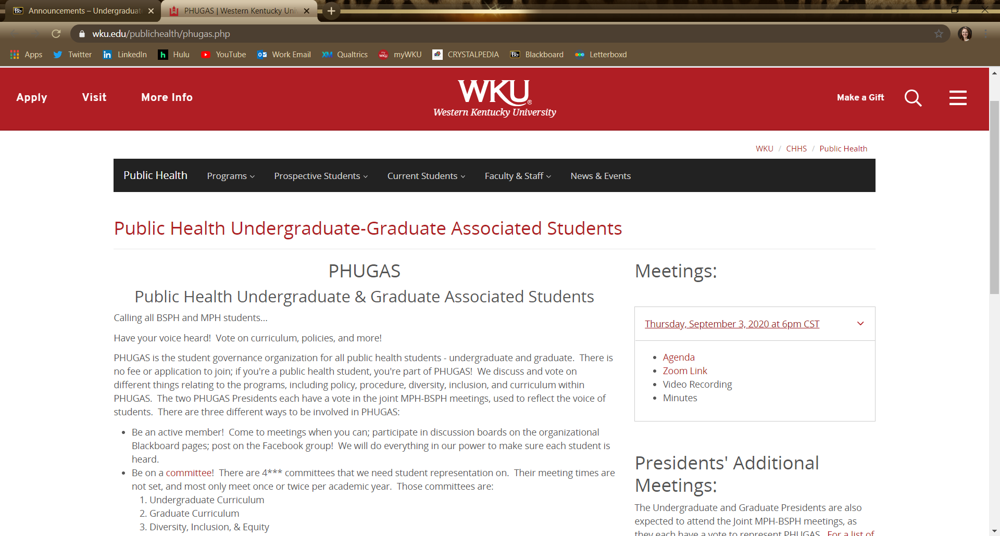 Announcements – Undergraduat
PHUGAS | Western Kentucky Uni
wku.edu/publichealth/phugas.php
Apps Twitter LinkedIn Hulu YouTube Work Email Qualtrics myWKU CRYSTALPEDIA Blackboard Letterboxd
Apply Visit More Info
WKU®
Western Kentucky University
Make a Gift
WKU / CHHS / Public Health
Public Health Programs Prospective Students Current Students Faculty & Staff News & Events
Public Health Undergraduate-Graduate Associated Students
PHUGAS
Public Health Undergraduate & Graduate Associated Students
Calling all BSPH and MPH students...
Have your voice heard!  Vote on curriculum, policies, and more!
PHUGAS is the student governance organization for all public health students - undergraduate and graduate.  There is
no fee or application to join; if you're a public health student, you're part of PHUGAS!  We discuss and vote on
different things relating to the programs, including policy, procedure, diversity, inclusion, and curriculum within
PHUGAS.  The two PHUGAS Presidents each have a vote in the joint MPH-BSPH meetings, used to reflect the voice of
students.  There are three different ways to be involved in PHUGAS:
• Be an active member!  Come to meetings when you can; participate in discussion boards on the organizational
Blackboard pages; post on the Facebook group!  We will do everything in our power to make sure each student is
heard.
• Be on a committee!  There are 4*** committees that we need student representation on.  Their meeting times are
not set, and most only meet once or twice per academic year.  Those committees are:
1. Undergraduate Curriculum
2. Graduate Curriculum
3. Diversity, Inclusion, & Equity
Meetings:
Thursday, September 3, 2020 at 6pm CST
• Agenda
• Zoom Link
• Video Recording
• Minutes
Presidents' Additional
Meetings:
The Undergraduate and Graduate Presidents are also
expected to attend the Joint MPH-BSPH meetings, as
they each have a vote to represent PHUGAS.  For a list of